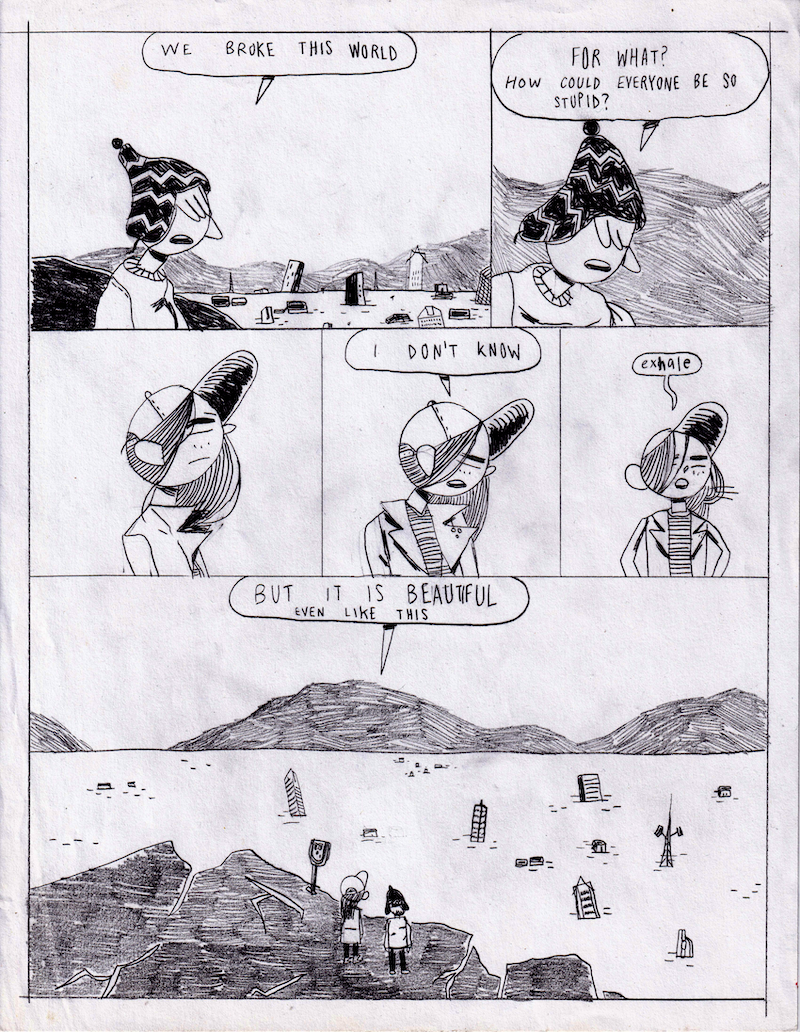 WE BROKE THIS WORLD
FOR WHAT?
HOW COULD EVERYONE BE SO
STUPID?
I DON'T KNOW
exhale
BUT IT IS BEAUTIFUL
EVEN LIKE THIS